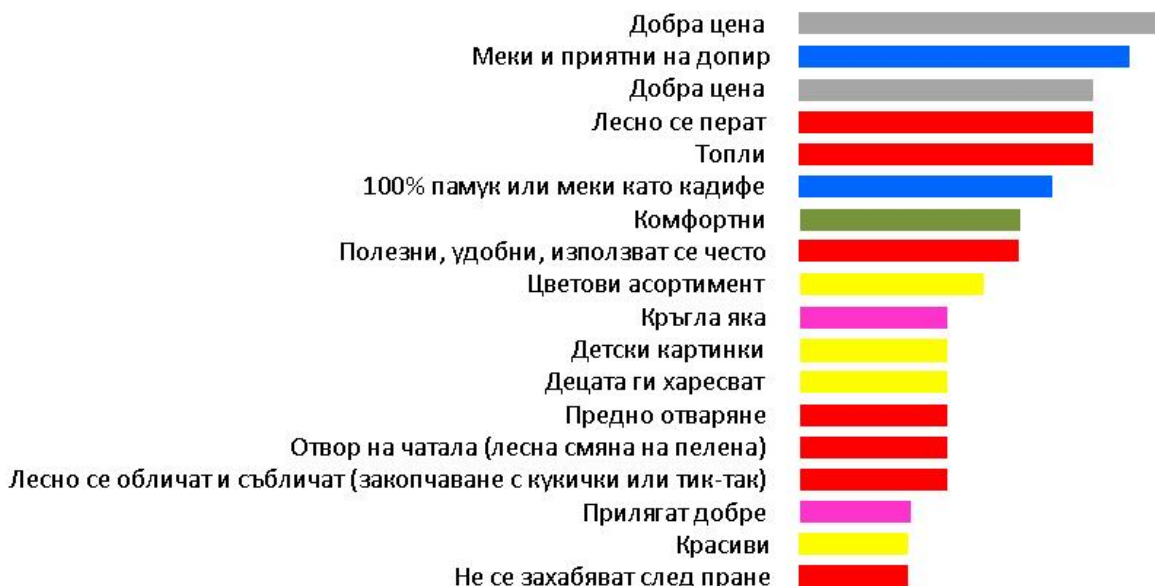 Добра цена
Меки и приятни на допир
Добра цена
Лесно се перат
Топли
100% памук или меки като кадифе
Комфортни
Полезни, удобни, използват се често
Цветови асортимент
Кръгла яка
Детски картинки
Децата ги харесват
Предно отваряне
Отвор на чатала (лесна смяна на пелена)
Лесно се обличат и събличат (закопчаване с кукички или тик-так)
Прилягат добре
Красиви
Не се захабяват след пране